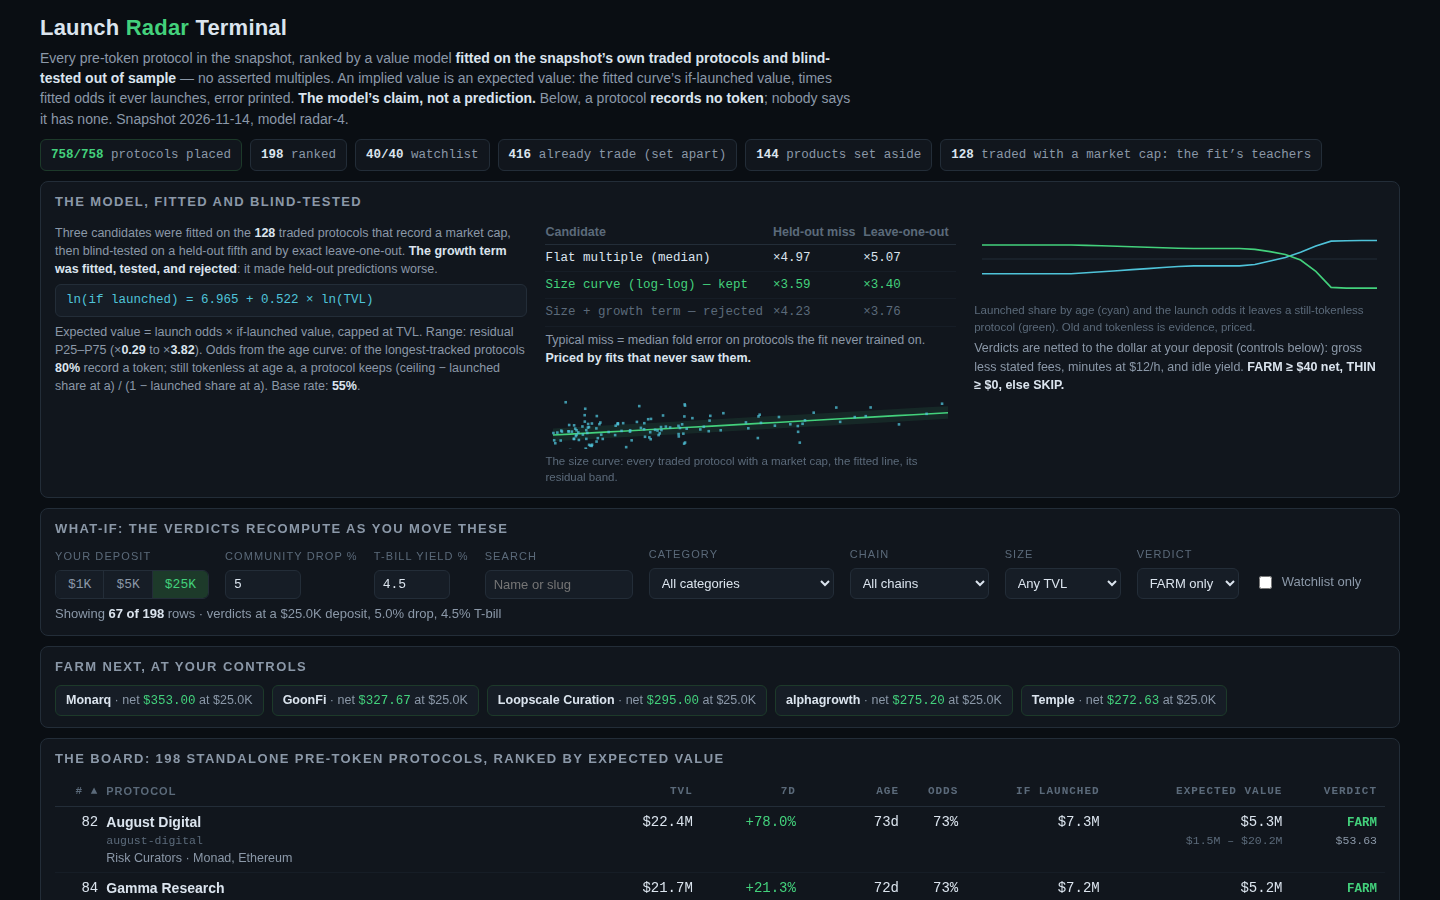 Launch Radar Terminal
Every pre-token protocol in the snapshot, ranked by a value model fitted on the snapshot's own traded protocols and blind-
tested out of sample — no asserted multiples. An implied value is an expected value: the fitted curve's if-launched value, times
fitted odds it ever launches, error printed. The model's claim, not a prediction. Below, a protocol records no token; nobody says
it has none. Snapshot 2026-11-14, model radar-4.
758/758 protocols placed
198 ranked
40/40 watchlist
416 already trade (set apart)
144 products set aside
128 traded with a market cap: the fit's teachers
THE MODEL, FITTED AND BLIND-TESTED
Three candidates were fitted on the 128 traded protocols that record a market cap,
then blind-tested on a held-out fifth and by exact leave-one-out. The growth term
was fitted, tested, and rejected: it made held-out predictions worse.
ln(if launched) = 6.965 + 0.522 × ln(TVL)
Expected value = launch odds × if-launched value, capped at TVL. Range: residual
P25–P75 (×0.29 to ×3.82). Odds from the age curve: of the longest-tracked protocols
80% record a token; still tokenless at age a, a protocol keeps (ceiling − launched
share at a) / (1 − launched share at a). Base rate: 55%.
Candidate Held-out miss Leave-one-out
Flat multiple (median) ×4.97 ×5.07
Size curve (log-log) — kept ×3.59 ×3.40
Size + growth term — rejected ×4.23 ×3.76
Typical miss = median fold error on protocols the fit never trained on.
Priced by fits that never saw them.
The size curve: every traded protocol with a market cap, the fitted line, its
residual band.
Launched share by age (cyan) and the launch odds it leaves a still-tokenless
protocol (green). Old and tokenless is evidence, priced.
Verdicts are netted to the dollar at your deposit (controls below): gross
less stated fees, minutes at $12/h, and idle yield. FARM ≥ $40 net, THIN
≥ $0, else SKIP.
WHAT-IF: THE VERDICTS RECOMPUTE AS YOU MOVE THESE
YOUR DEPOSIT COMMUNITY DROP % T-BILL YIELD % SEARCH CATEGORY CHAIN SIZE VERDICT
$1K $5K $25K 5 4.5 Name or slug All categories All chains Any TVL FARM only Watchlist only
Showing 67 of 198 rows · verdicts at a $25.0K deposit, 5.0% drop, 4.5% T-bill
FARM NEXT, AT YOUR CONTROLS
Monarq · net $353.00 at $25.0K
GoonFi · net $327.67 at $25.0K
Loopscale Curation · net $295.00 at $25.0K
alphagrowth · net $275.20 at $25.0K
Temple · net $272.63 at $25.0K
THE BOARD: 198 STANDALONE PRE-TOKEN PROTOCOLS, RANKED BY EXPECTED VALUE
# ▲ PROTOCOL TVL 7D AGE ODDS IF LAUNCHED EXPECTED VALUE VERDICT
82 August Digital $22.4M +78.0% 73d 73% $7.3M $5.3M FARM
august-digital $1.5M – $20.2M $53.63
Risk Curators · Monad, Ethereum
84 Gamma Research $21.7M +21.3% 72d 73% $7.2M $5.2M FARM